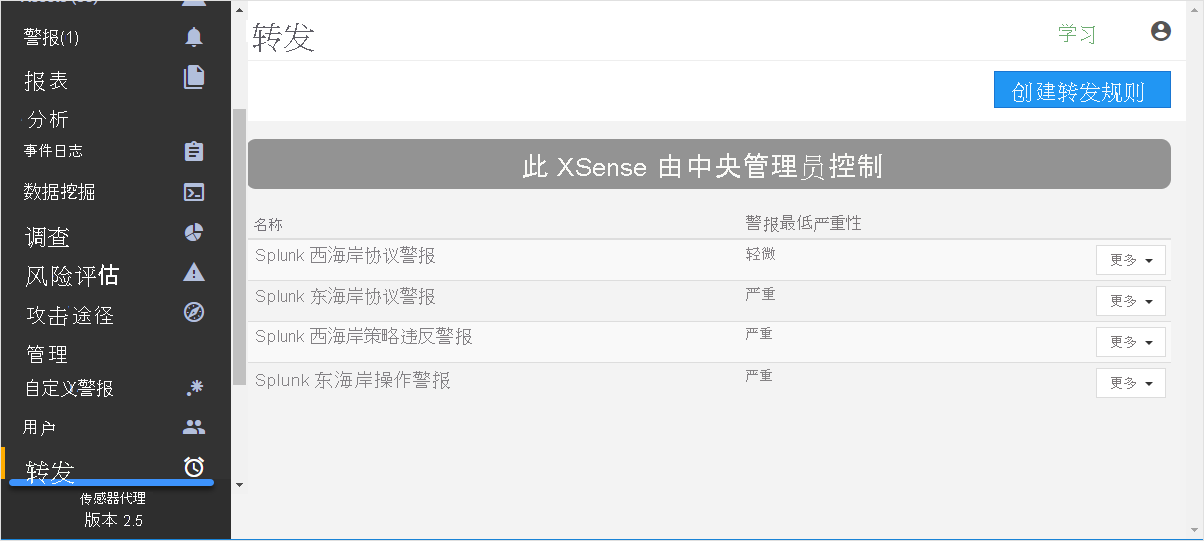 警报(1)
报表
分析
事件日志
数据挖掘
调查
风险评估
攻击途径
管理
自定义警报
用户
转发
传感器代理
版本 2.5
转发
学习
创建转发规则
此 XSense 由中央管理员控制
名称 警报最低严重性
Splunk 西海岸协议警报 轻微 更多
Splunk 东海岸协议警报 严重 更多
Splunk 西海岸策略违反警报 严重 更多
Splunk 东海岸操作警报 严重 更多